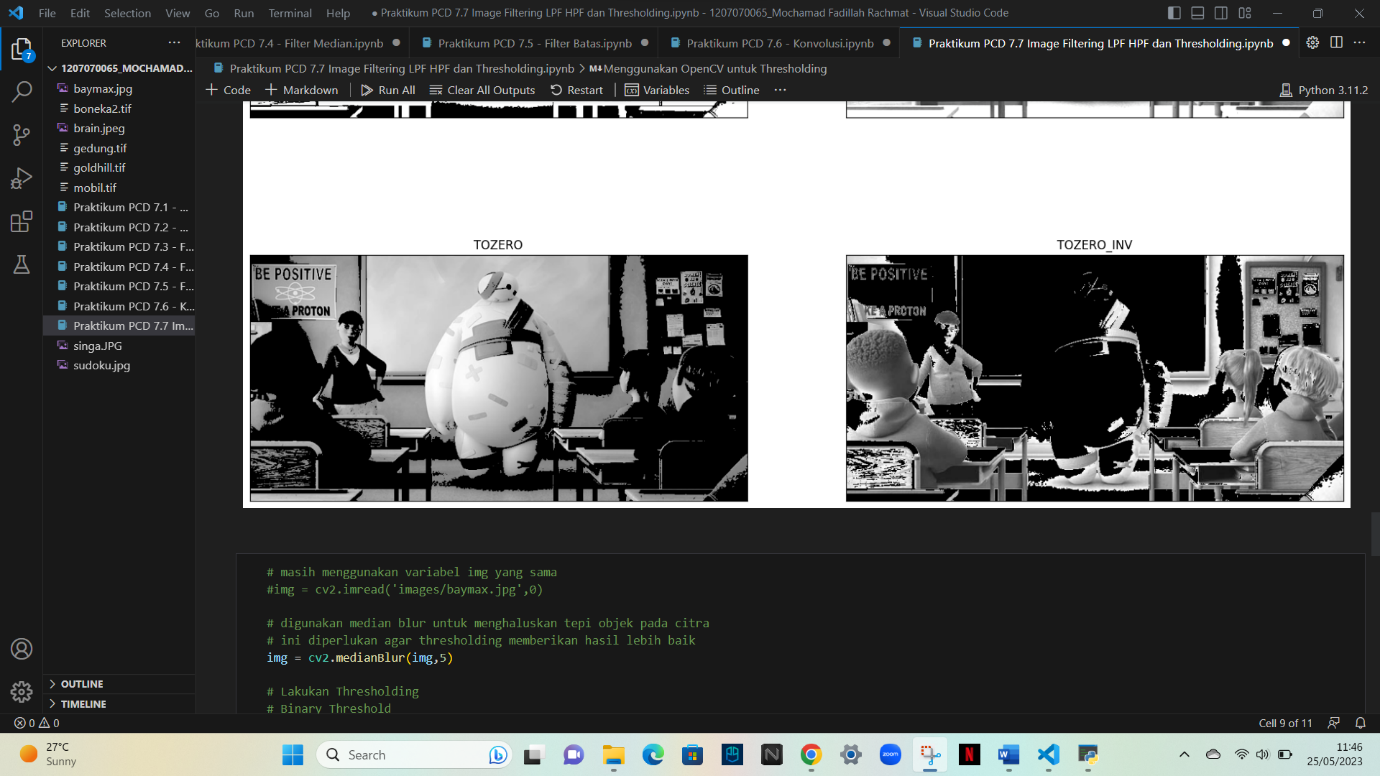 File Edit Selection View Go Run Terminal Help
● Praktikum PCD 7.7 Image Filtering LPF HPF dan Thresholding.ipynb - 1207070065_Mochamad Fadillah Rachmat - Visual Studio Code
7
EXPLORER
ktikum PCD 7.4 - Filter Median.ipynb
Praktikum PCD 7.5 - Filter Batas.ipynb
Praktikum PCD 7.6 - Konvolusi.ipynb
Praktikum PCD 7.7 Image Filtering LPF HPF dan Thresholding.ipynb
1207070065_MOCHAMAD...
Praktikum PCD 7.7 Image Filtering LPF HPF dan Thresholding.ipynb > M↓Menggunakan OpenCV untuk Thresholding
+ Code + Markdown Run All Clear All Outputs Restart Variables Outline ... Python 3.11.2
baymax.jpg
boneka2.tif
brain.jpeg
gedung.tif
goldhill.tif
mobil.tif
Praktikum PCD 7.1 - ...
Praktikum PCD 7.2 - ...
Praktikum PCD 7.3 - F...
Praktikum PCD 7.4 - F...
Praktikum PCD 7.5 - F...
Praktikum PCD 7.6 - K...
Praktikum PCD 7.7 Im...
singa.JPG
sudoku.jpg
OUTLINE
TIMELINE
TOZERO
BE POSITIVE
A PROTON
TOZERO_INV
BE POSITIVE
A PROTON
# masih menggunakan variabel img yang sama
#img = cv2.imread('images/baymax.jpg',0)
# digunakan median blur untuk menghaluskan tepi objek pada citra
# ini diperlukan agar thresholding memberikan hasil lebih baik
img = cv2.medianBlur(img,5)
# Lakukan Thresholding
# Binary Threshold
0 0
Cell 9 of 11
27°C
Sunny
Search
zoom
11:46
25/05/2023